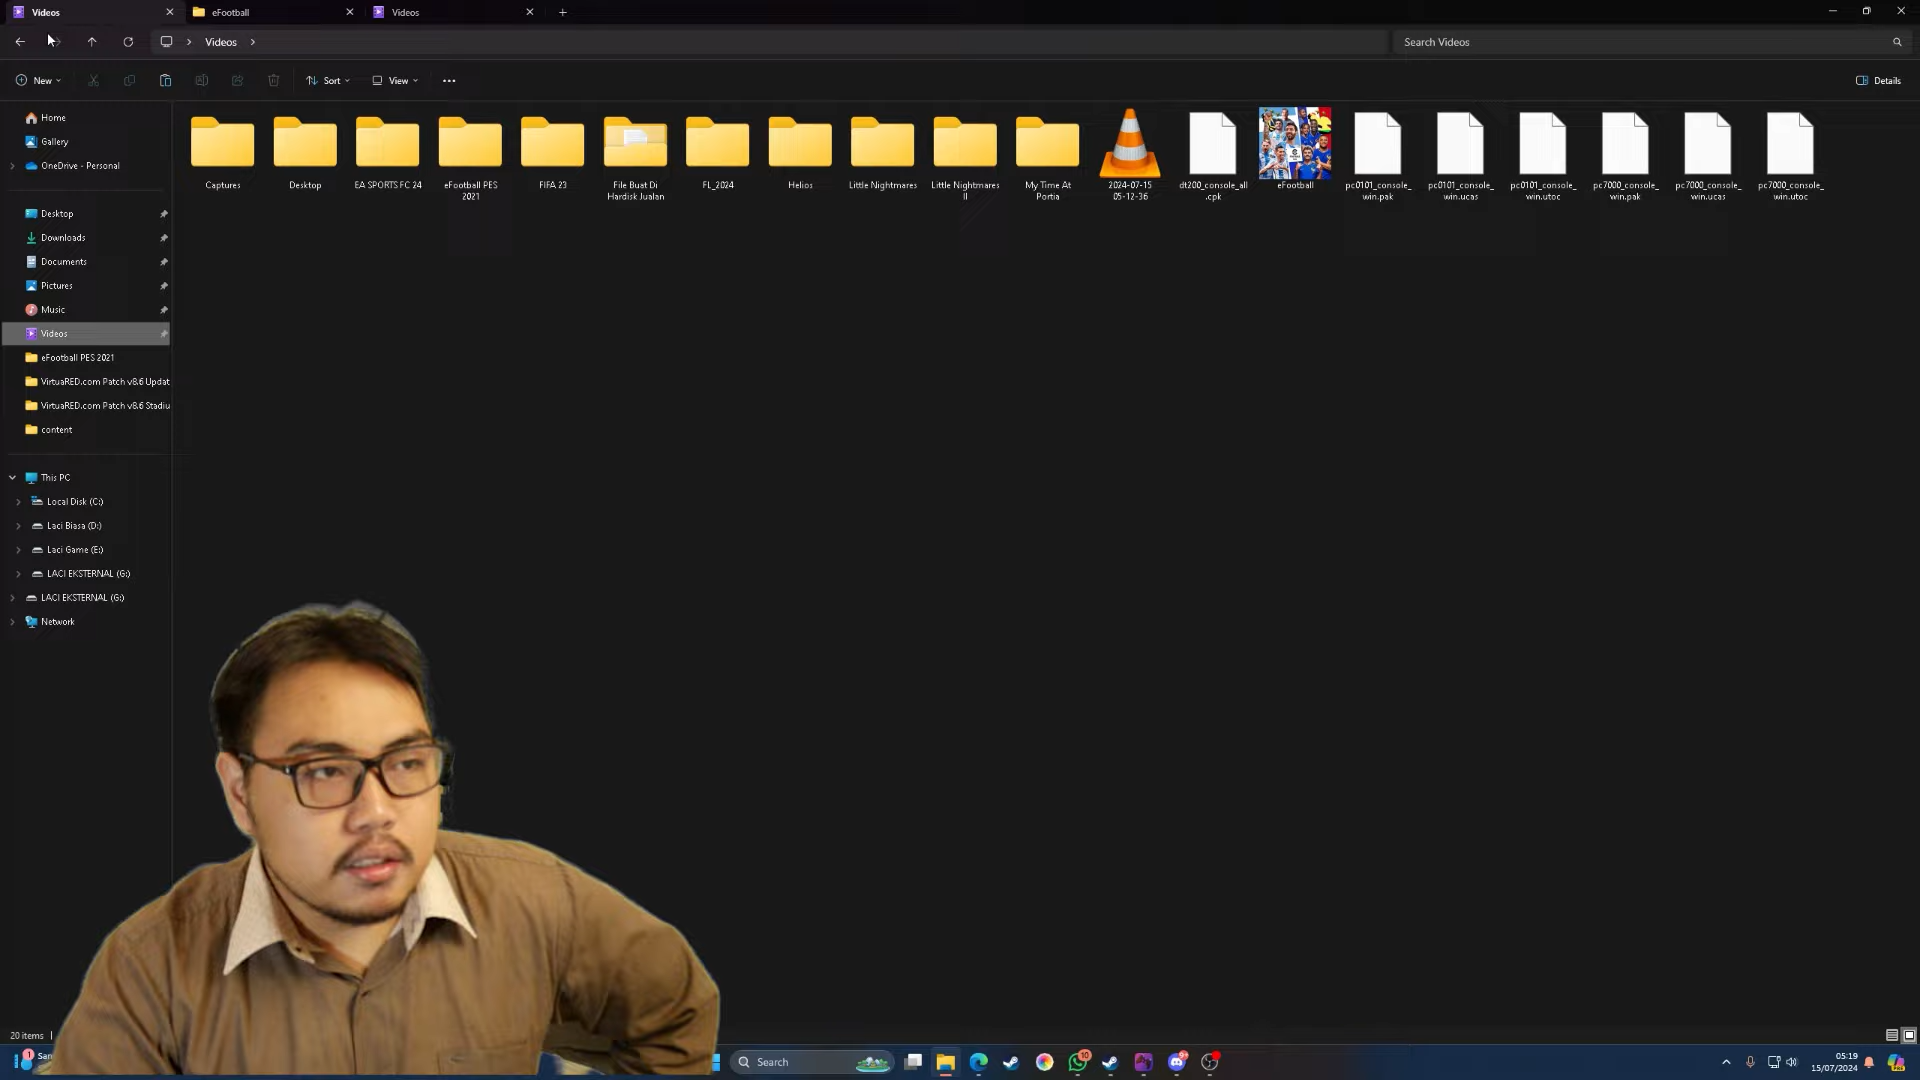 Videos
eFootball
Videos
Videos
Search Videos
New
Sort
View
Details
Home
Gallery
OneDrive - Personal
Desktop
Downloads
Documents
Pictures
Music
Videos
eFootball PES 2021
VirtuaRED.com Patch v8.6 Updat
VirtuaRED.com Patch v8.6 Stadiu
content
This PC
Local Disk (C:)
Laci Biasa (D:)
Laci Game (E:)
LACI EKSTERNAL (G:)
LACI EKSTERNAL (G:)
Network
Captures
Desktop
EA SPORTS FC 24
eFootball PES
2021
FIFA 23
File Buat Di
Hardisk Jualan
FL_2024
Helios
Little Nightmares
Little Nightmares
II
My Time At
Portia
2024-07-15
05-12-36
dt200_console_all
.cpk
eFootball
pc0101_console_
win.pak
pc0101_console_
win.ucas
pc0101_console_
win.utoc
pc7000_console_
win.pak
pc7000_console_
win.ucas
pc7000_console_
win.utoc
20 items
1
San
Search
10
05:19
15/07/2024